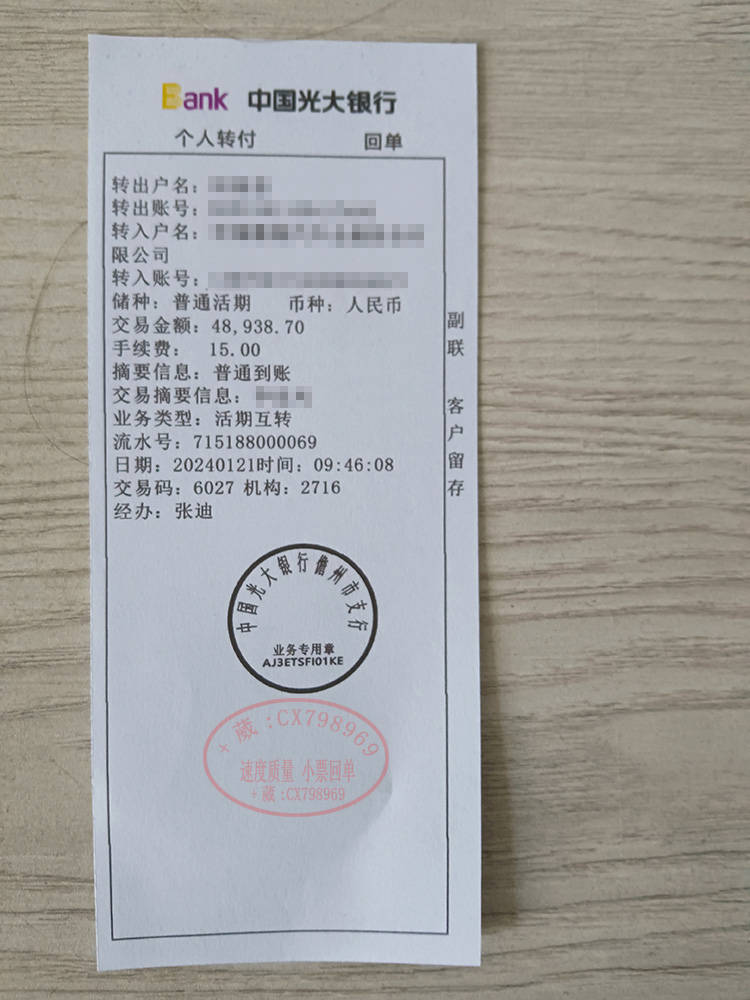 Bank 中国光大银行
个人转付 回单
转出户名：
转出账号：
转入户名：
限公司
转入账号：
储种：普通活期 币种：人民币
交易金额：48,938.70
手续费： 15.00
摘要信息：普通到账
交易摘要信息：
业务类型：活期互转
流水号：715188000069
日期：20240121时间：09:46:08
交易码：6027 机构：2716
经办：张迪
副联 客户留存
中国光大银行儋州市支行
业务专用章
AJ3ETSFI01KE
+葳:CX798969
速度质量 小票回单
+葳:CX798969